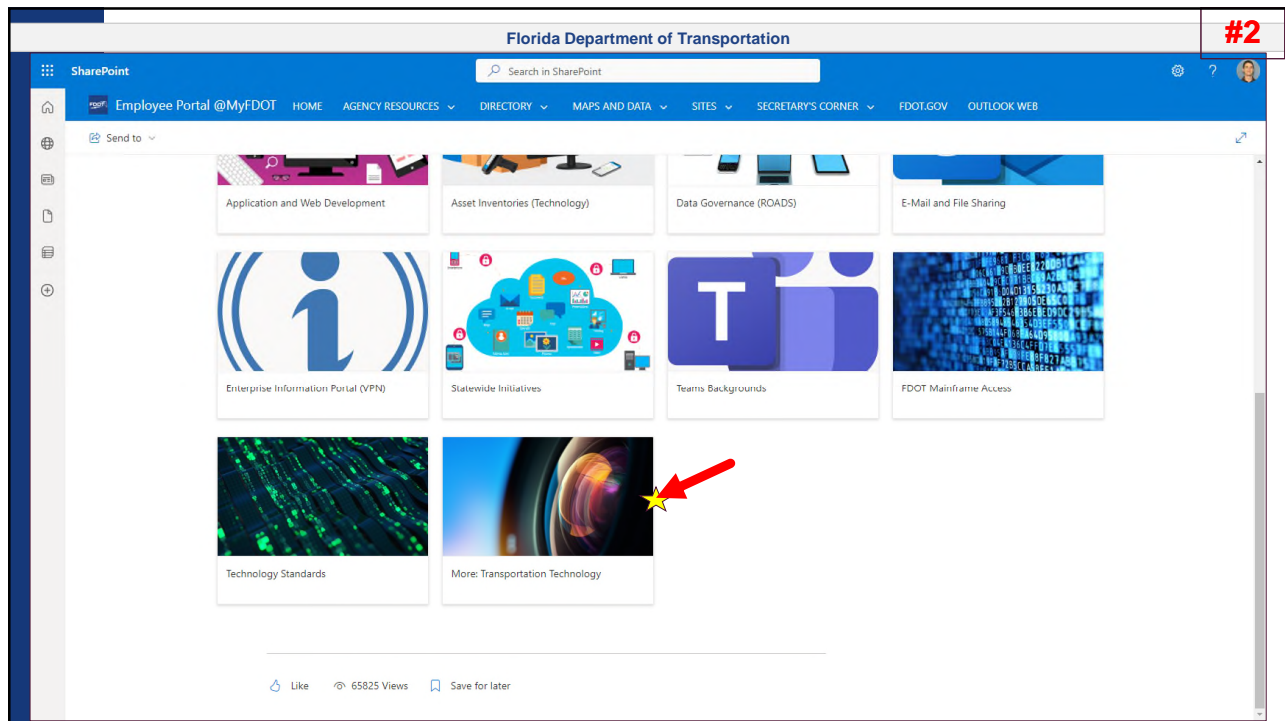 #2
Florida Department of Transportation
SharePoint
Search in SharePoint
?
FDOT
Employee Portal @MyFDOT HOME AGENCY RESOURCES DIRECTORY MAPS AND DATA SITES SECRETARY'S CORNER FDOT.GOV OUTLOOK WEB
Send to
Application and Web Development
Asset Inventories (Technology)
Data Governance (ROADS)
E-Mail and File Sharing
T
Enterprise Information Portal (VPN)
Statewide Initiatives
Teams Backgrounds
FDOT Mainframe Access
Technology Standards
More: Transportation Technology
Like 65825 Views Save for later